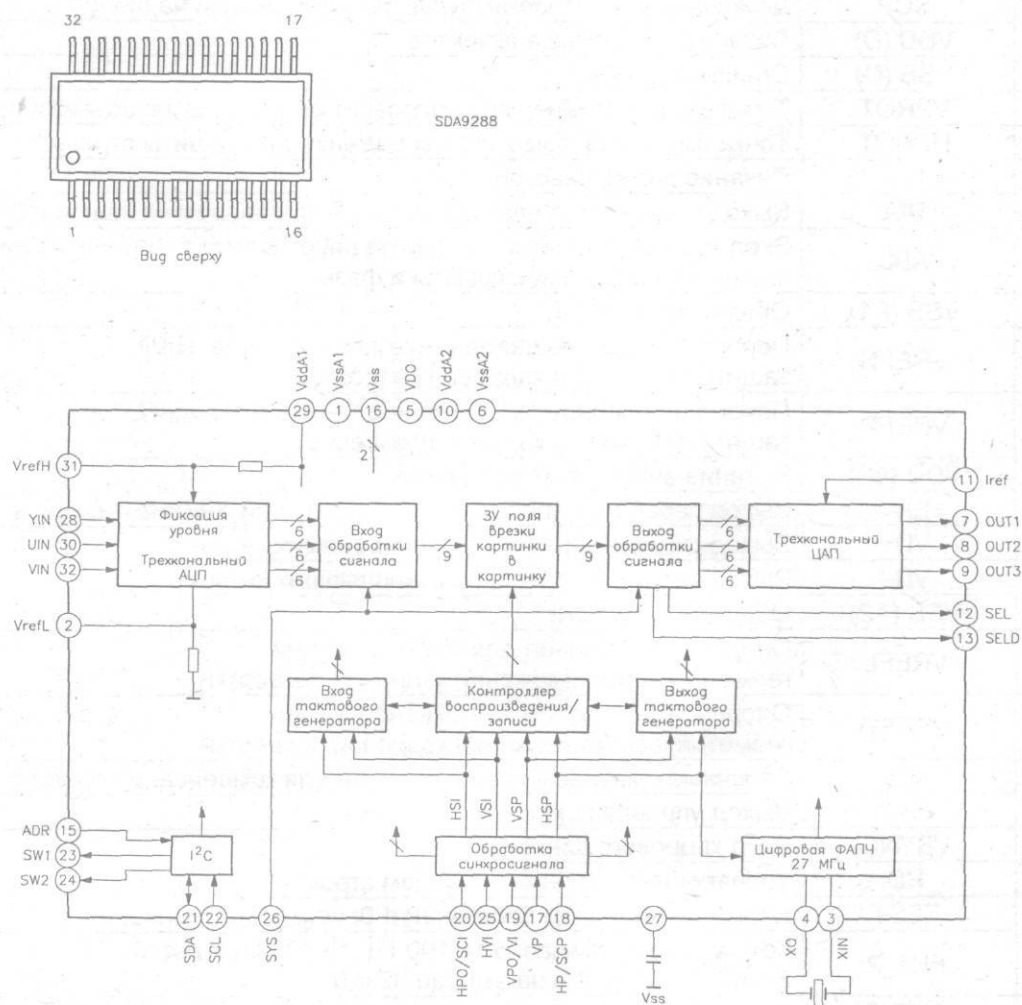 32
17
SDA9288
1
16
Вид сверху
VddA1
VssA1
Vss
VDO
VddA2
VssA2
29
1
16
5
10
6
2
VrefH 31
11 Iref
YIN 28
UIN 30
VIN 32
Фиксация
уровня
Трехканальный
АЦП
6
6
6
Вход
обработки
сигнала
9
ЗУ поля
врезки
картинки
в
картинку
9
Выход
обработки
сигнала
6
6
6
Трехканальный
ЦАП
7 OUT1
8 OUT2
9 OUT3
12 SEL
13 SELD
VrefL 2
Вход
тактового
генератора
Контроллер
воспроизведения/
записи
Выход
тактового
генератора
HSI
VSI
VSP
HSP
ADR 15
SW1 23
SW2 24
I²C
Обработка
синхросигнала
Цифровая ФАПЧ
27 МГц
21
22
26
20
25
19
17
18
27
4
3
SDA
SCL
SYS
HPO/SCI
HVI
VPO/VI
VP
HP/SCP
Vss
XQ
XIN